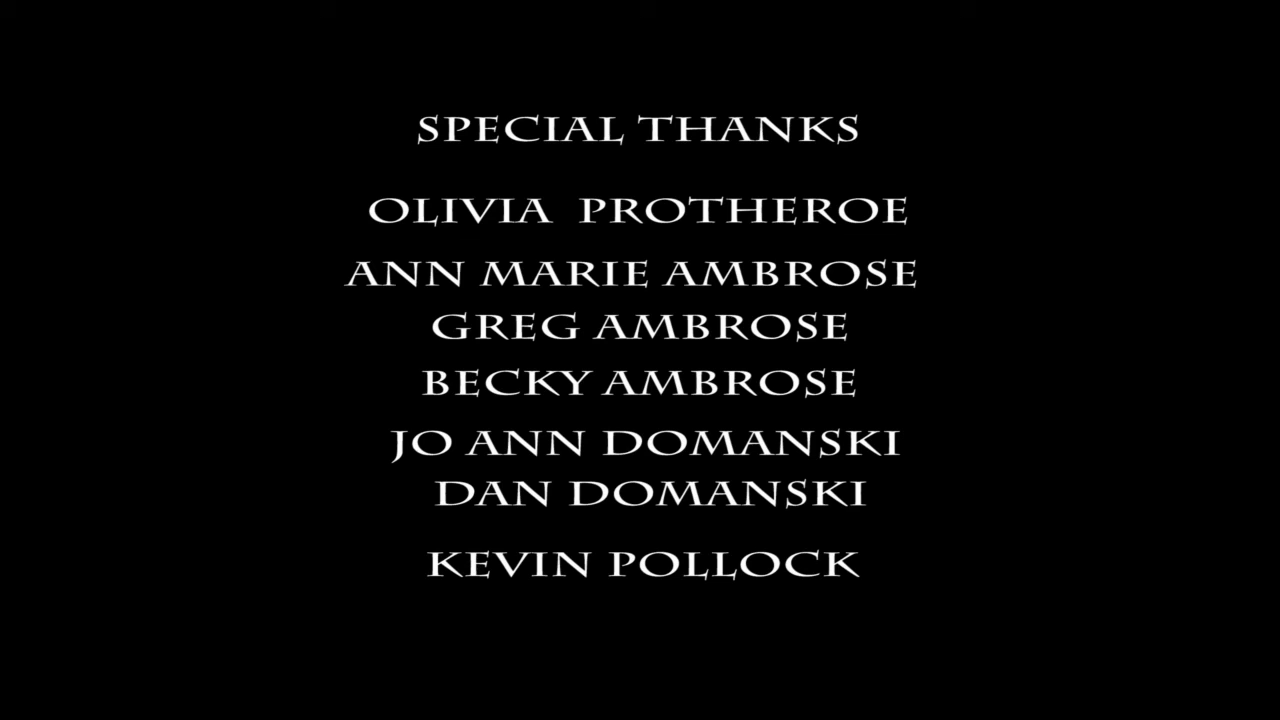 SPECIAL THANKS
OLIVIA PROTHEROE
ANN MARIE AMBROSE
GREG AMBROSE
BECKY AMBROSE
JO ANN DOMANSKI
DAN DOMANSKI
KEVIN POLLOCK